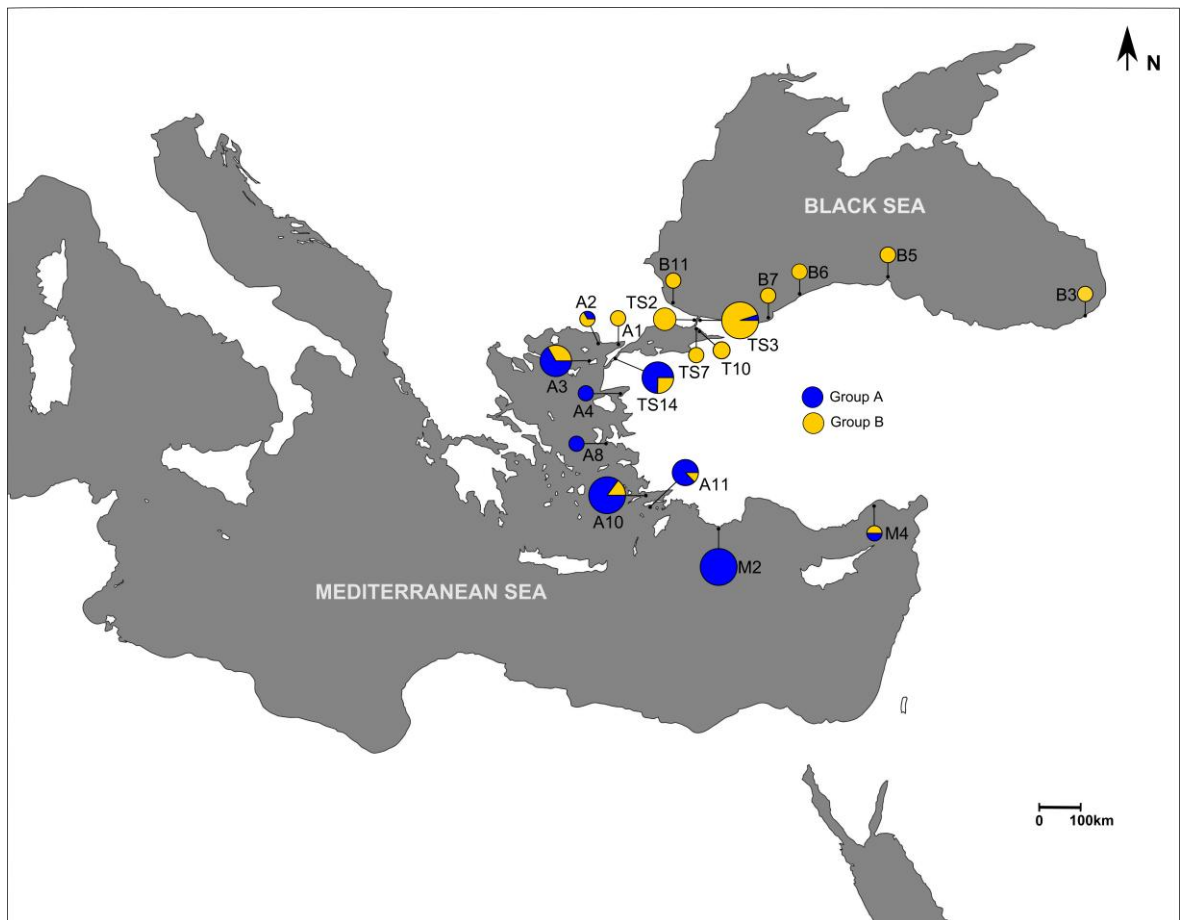 N
BLACK SEA
B11
B7
B6
B5
B3
A2
TS2
A1
TS3
A3
TS7
T10
A4
TS14
Group A
Group B
A8
A11
A10
M4
M2
MEDITERRANEAN SEA
0 100km